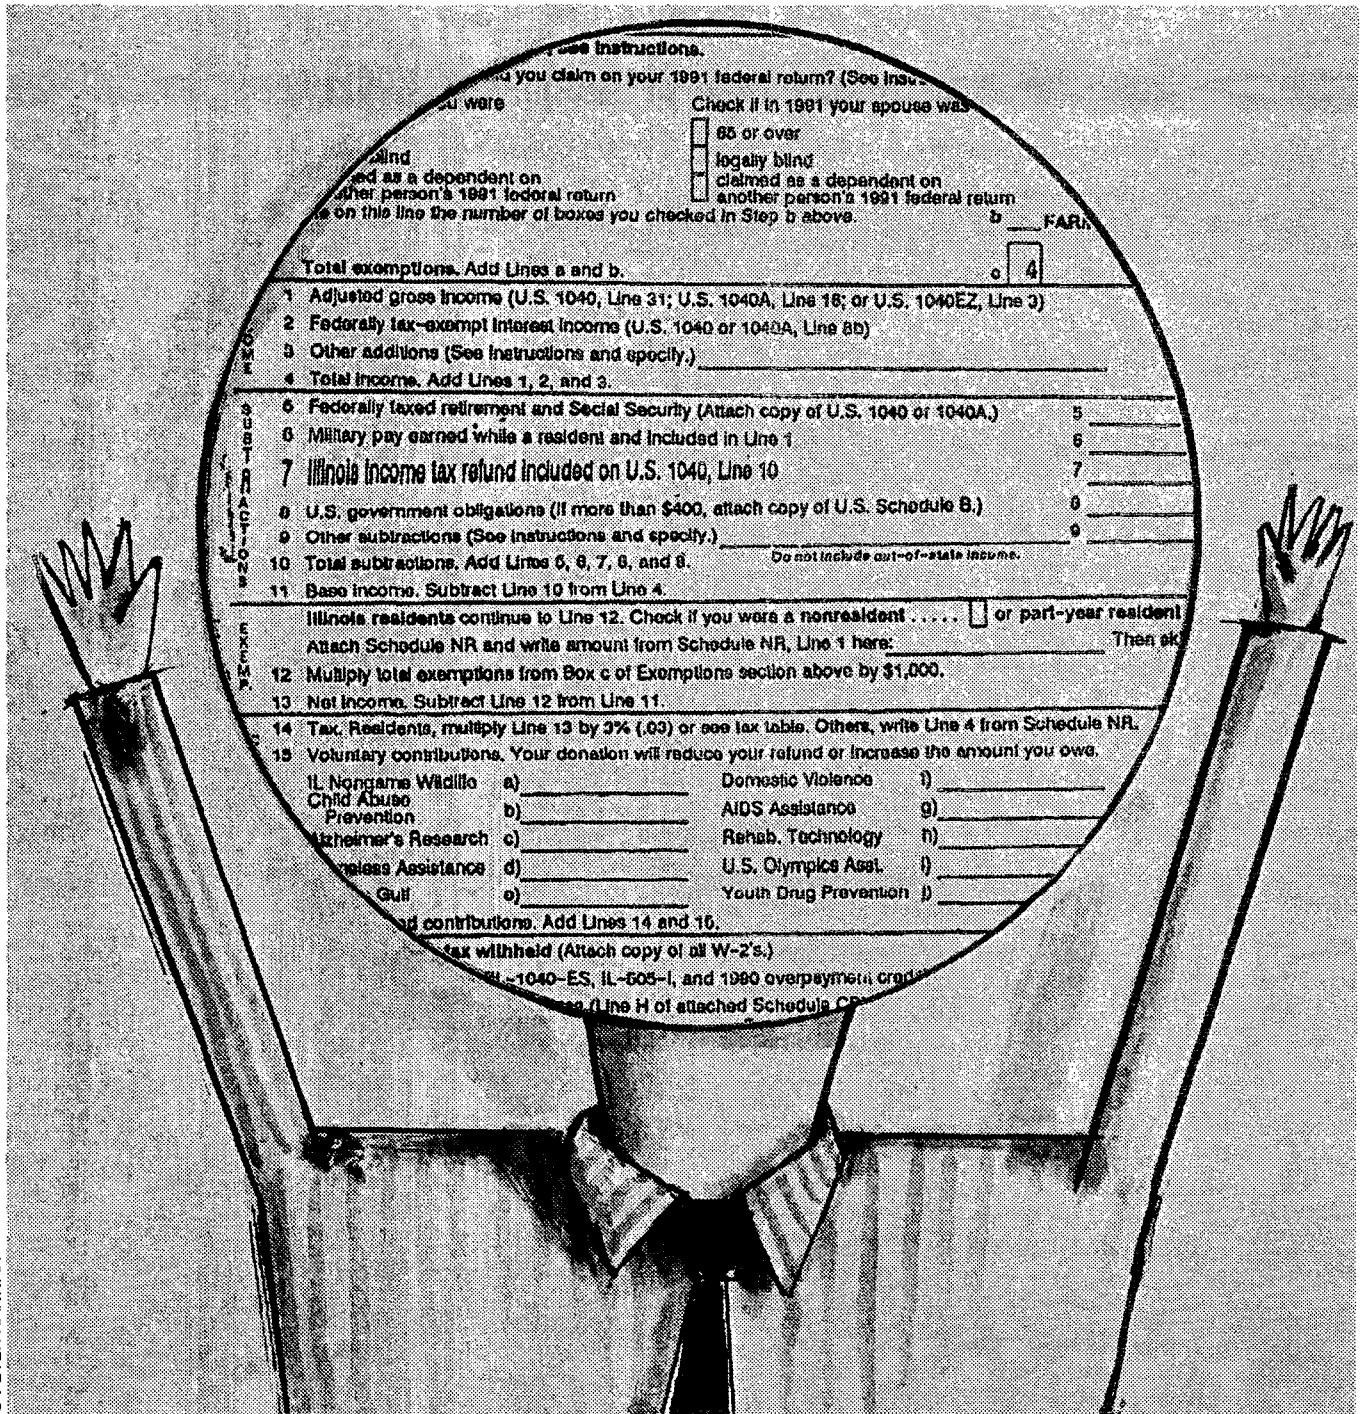 Instructions.
you claim on your 1991 federal return? (See
were Check if in 1991 your spouse was
65 or over
blind legally blind
as a dependent on claimed as a dependent on
person's 1991 federal return another person's 1991 federal return
on this line the number of boxes you checked in Step b above. b
Total exemptions. Add Lines a and b. c 4
1 Adjusted gross income (U.S. 1040, Line 31; U.S. 1040A, Line 16; or U.S. 1040EZ, Line 3)
2 Federally tax-exempt interest income (U.S. 1040 or 1040A, Line 8b)
3 Other additions (See instructions and specify.)
4 Total income. Add Lines 1, 2, and 3.
SUBTRACTIONS
5 Federally taxed retirement and Social Security (Attach copy of U.S. 1040 or 1040A.) 5
6 Military pay earned while a resident and included in Line 1 6
7 Illinois income tax refund included on U.S. 1040, Line 10 7
8 U.S. government obligations (if more than $400, attach copy of U.S. Schedule B.) 8
9 Other subtractions (See instructions and specify.) 9
Do not include out-of-state income.
10 Total subtractions. Add Lines 5, 6, 7, 8, and 9.
11 Base income. Subtract Line 10 from Line 4.
EXEMP.
Illinois residents continue to Line 12. Check if you were a nonresident ..... or part-year resident
Attach Schedule NR and write amount from Schedule NR, Line 1 here: Then
12 Multiply total exemptions from Box c of Exemptions section above by $1,000.
13 Net income. Subtract Line 12 from Line 11.
14 Tax. Residents, multiply Line 13 by 3% (.03) or see tax table. Others, write Line 4 from Schedule NR.
15 Voluntary contributions. Your donation will reduce your refund or increase the amount you owe.
IL Nongame Wildlife a) Domestic Violence f)
Child Abuse
Prevention b) AIDS Assistance g)
Alzheimer's Research c) Rehab. Technology h)
Assistance d) U.S. Olympics Asst. i)
Gulf e) Youth Drug Prevention j)
contributions. Add Lines 14 and 15.
tax withheld (Attach copy of all W-2's.)
IL-1040-ES, IL-505-I, and 1990 overpayment
(Line H of attached Schedule